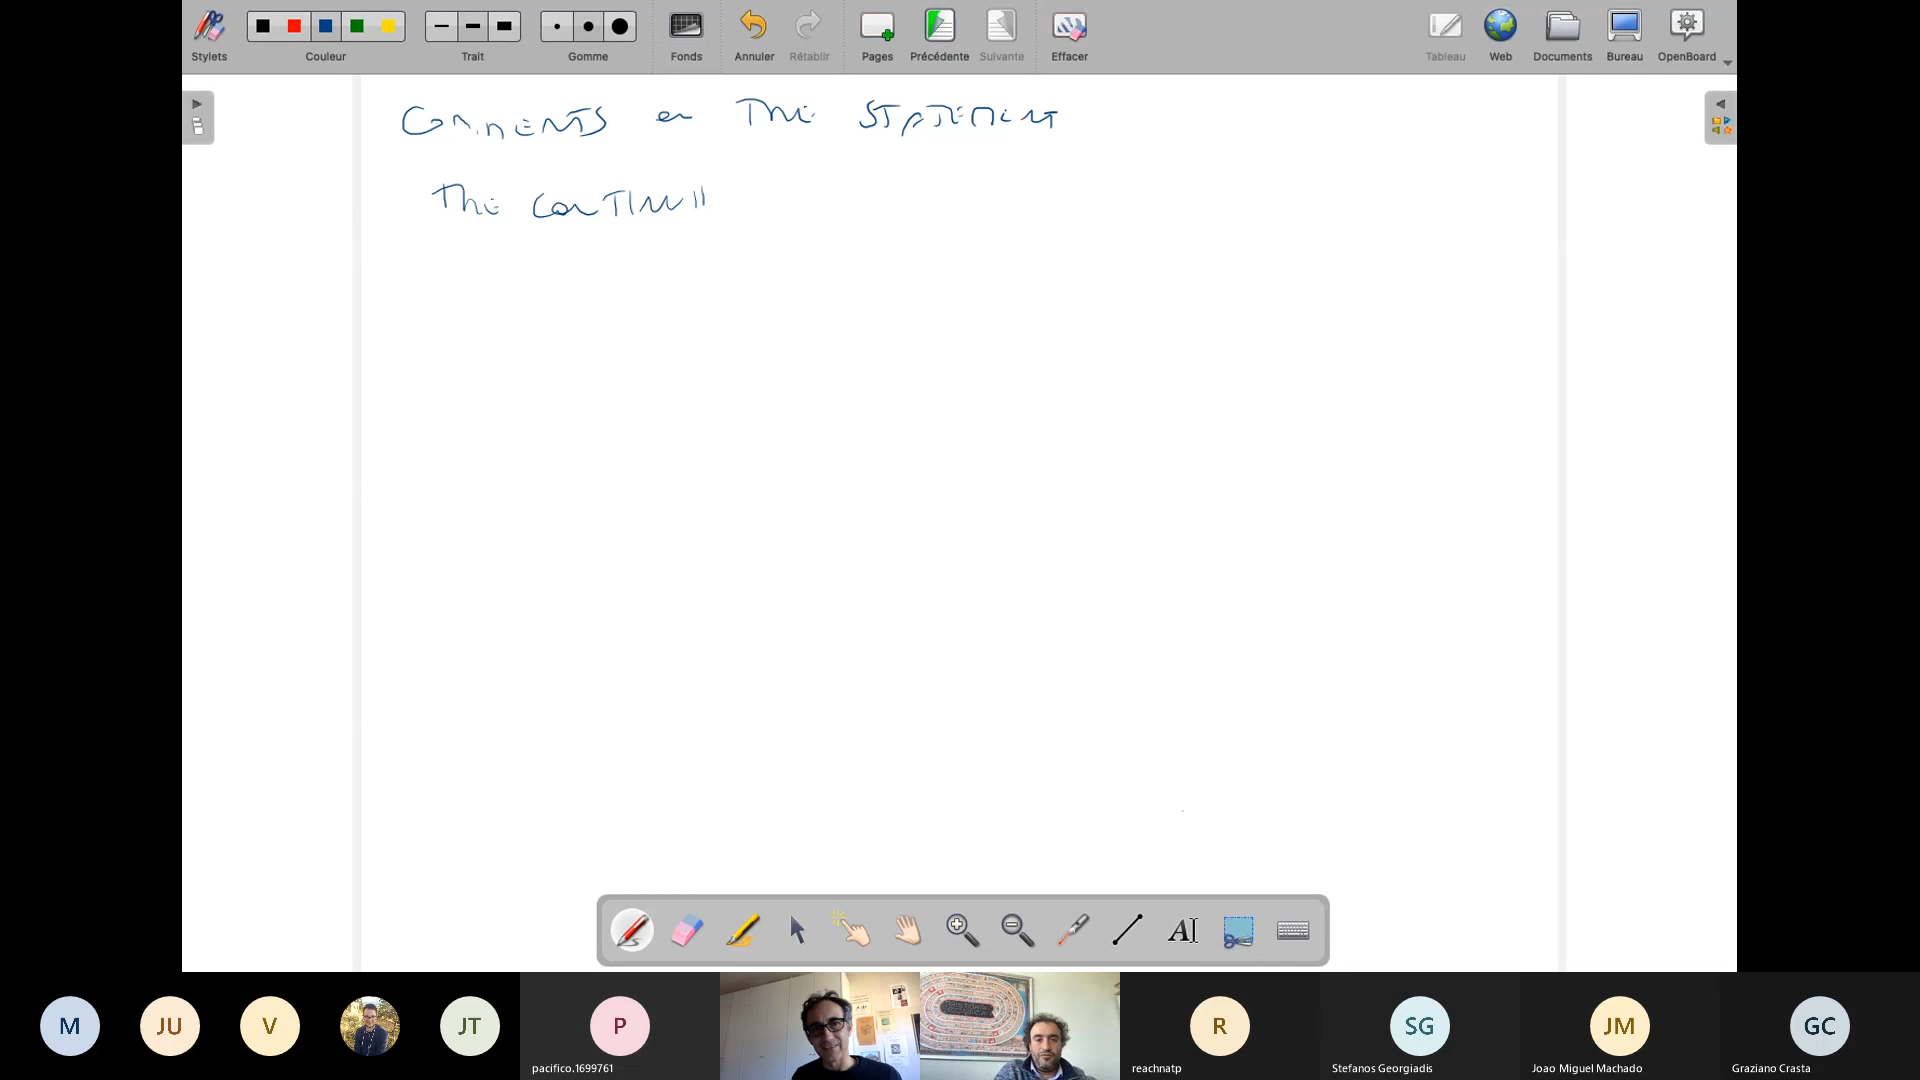 Stylets Couleur Trait Gomme Fonds Annuler Rétablir Pages Précédente Suivante Effacer Tableau Web Documents Bureau OpenBoard
COMMENTS on THE STATEMENT
THE CONTINU
AI
M JU V JT P R SG JM GC
pacifico.1699761 reachnatp Stefanos Georgiadis Joao Miguel Machado Graziano Crasta